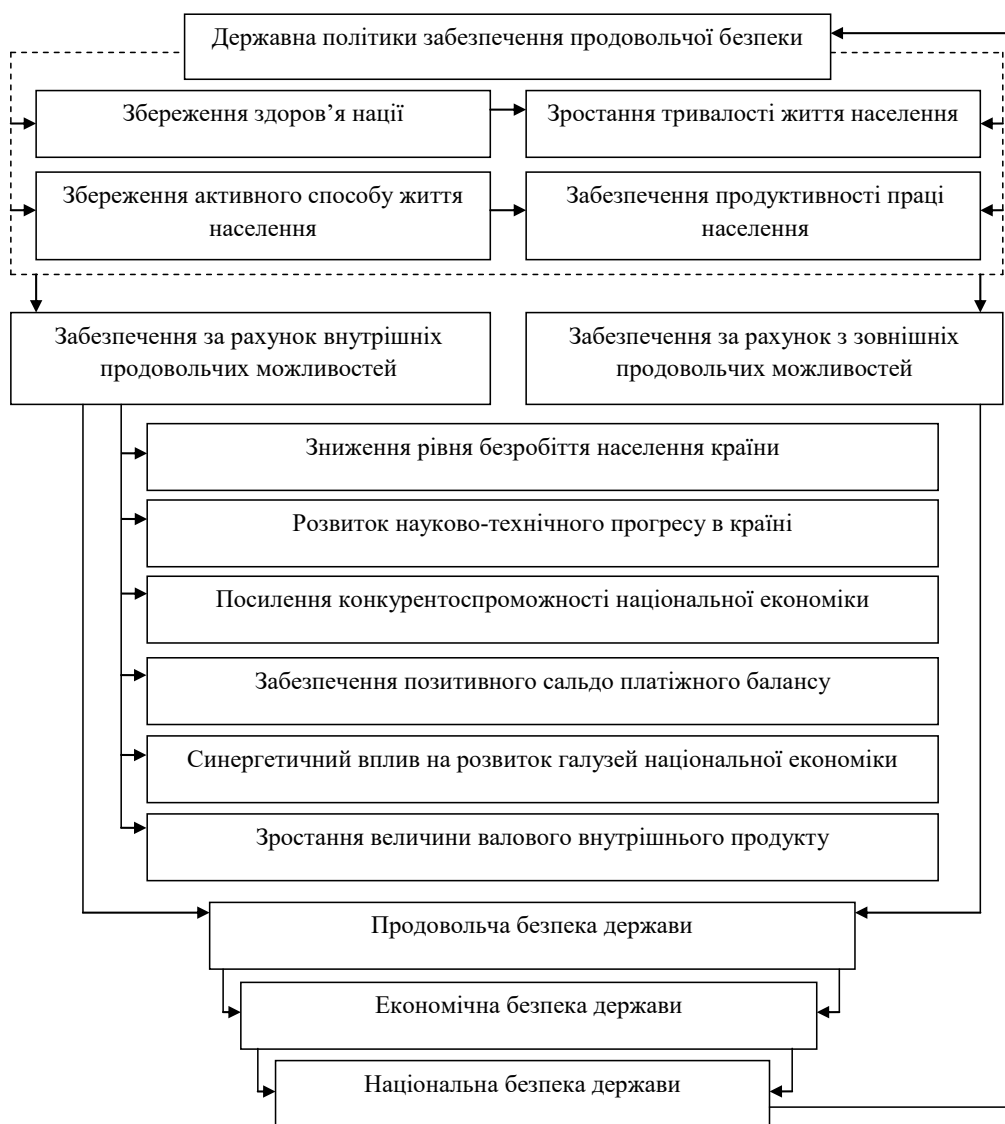 Державна політики забезпечення продовольчої безпеки
Збереження здоров’я нації
Зростання тривалості життя населення
Збереження активного способу життя
населення
Забезпечення продуктивності праці
населення
Забезпечення за рахунок внутрішніх
продовольчих можливостей
Забезпечення за рахунок з зовнішніх
продовольчих можливостей
Зниження рівня безробіття населення країни
Розвиток науково-технічного прогресу в країні
Посилення конкурентоспроможності національної економіки
Забезпечення позитивного сальдо платіжного балансу
Синергетичний вплив на розвиток галузей національної економіки
Зростання величини валового внутрішнього продукту
Продовольча безпека держави
Економічна безпека держави
Національна безпека держави